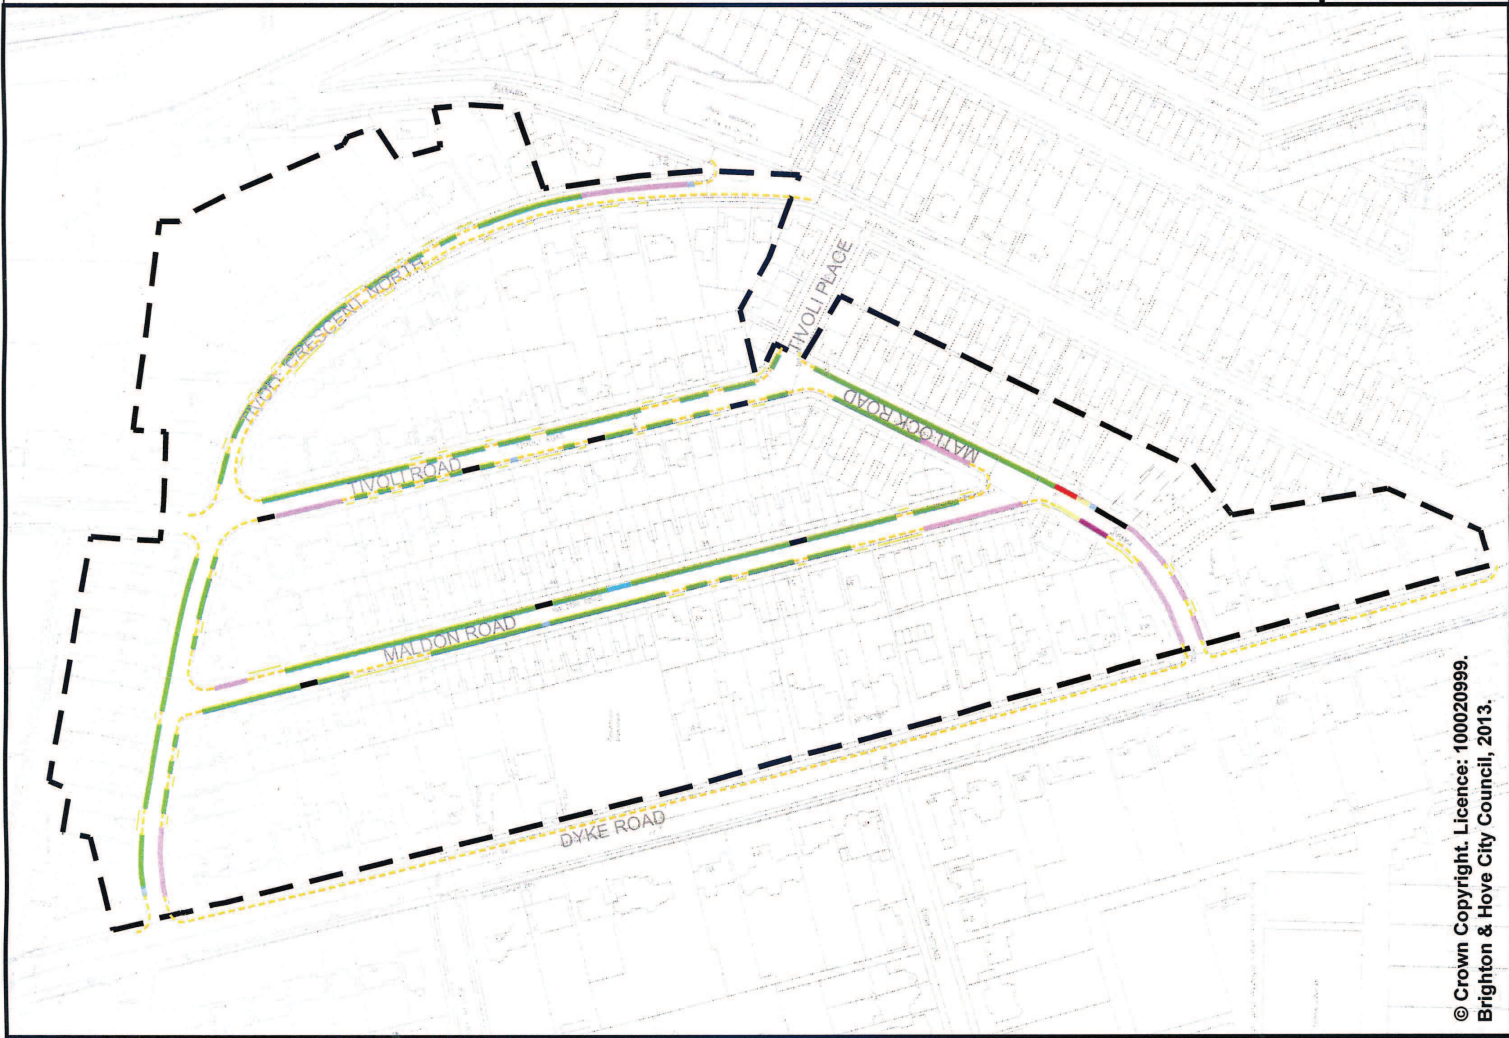 TIVOLI CRESCENT NORTH
TIVOLI PLACE
TIVOLI ROAD
MATLOCK ROAD
MALDON ROAD
DYKE ROAD
© Crown Copyright. Licence: 100020999.
Brighton & Hove City Council, 2013.